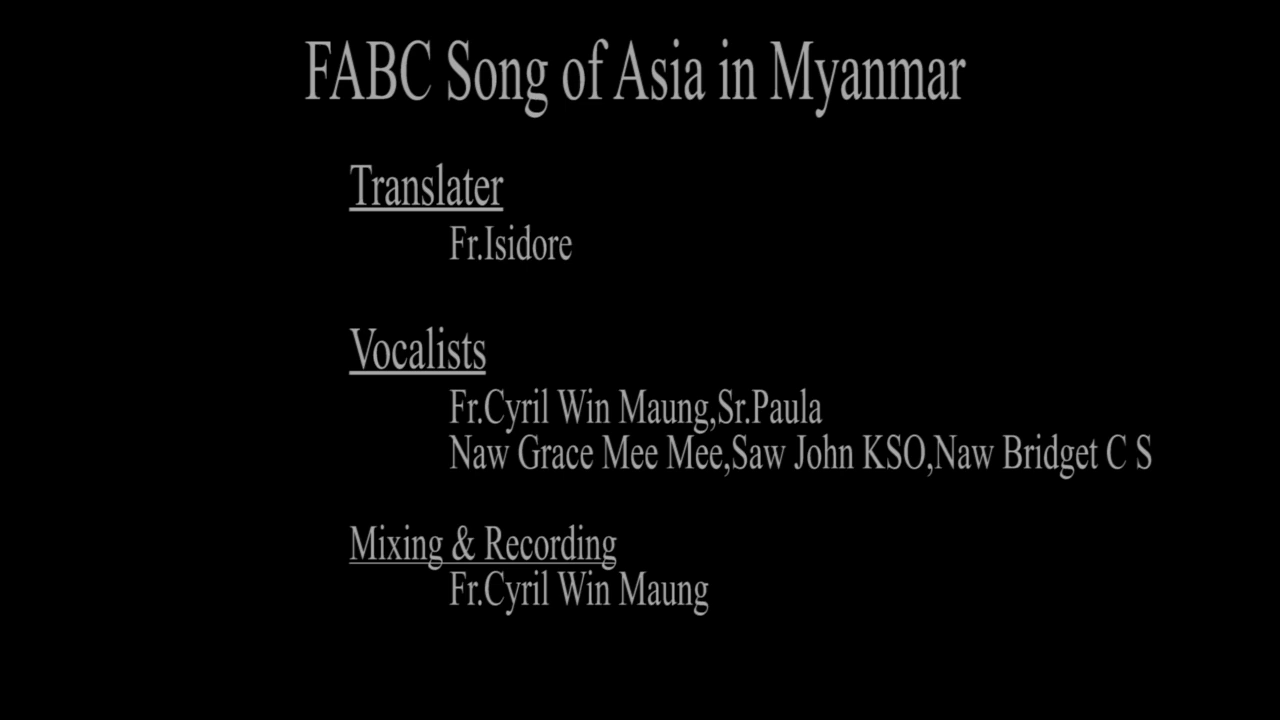 FABC Song of Asia in Myanmar
Translater
Fr.Isidore
Vocalists
Fr.Cyril Win Maung,Sr.Paula
Naw Grace Mee Mee,Saw John KSO,Naw Bridget C S
Mixing & Recording
Fr.Cyril Win Maung